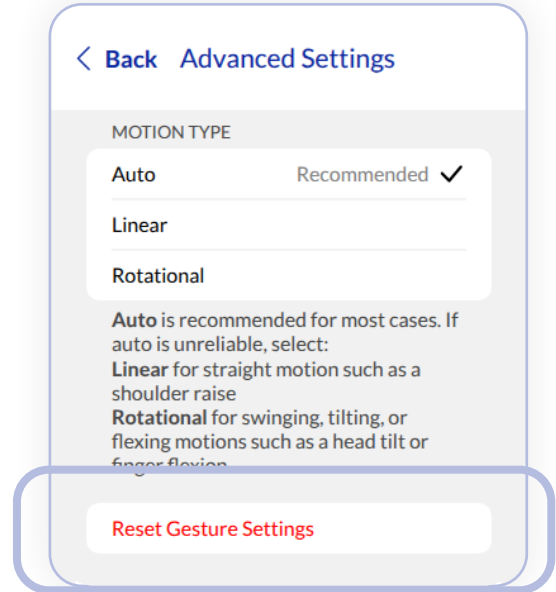 Back Advanced Settings
MOTION TYPE
Auto Recommended
Linear
Rotational
Auto is recommended for most cases. If
auto is unreliable, select:
Linear for straight motion such as a
shoulder raise
Rotational for swinging, tilting, or
flexing motions such as a head tilt or
finger flexion
Reset Gesture Settings